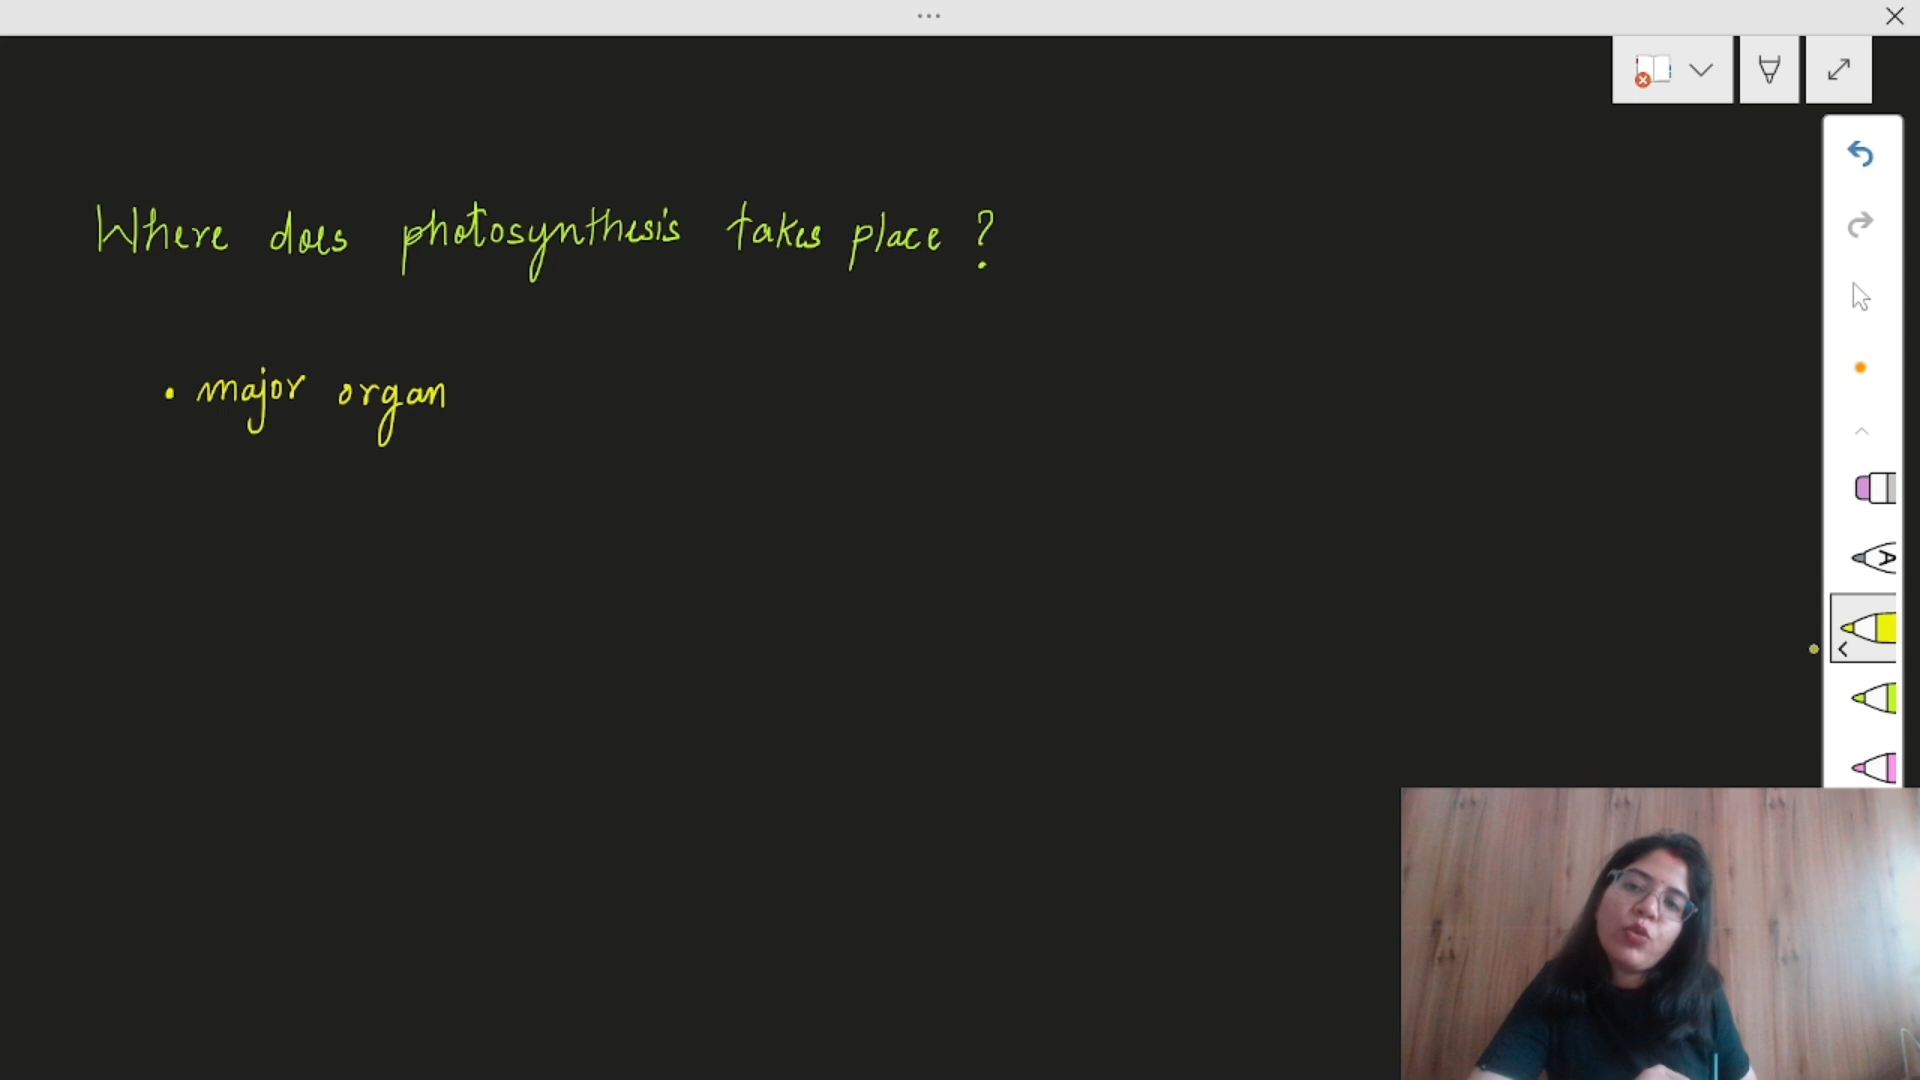 Where does photosynthesis takes place ?
• major organ